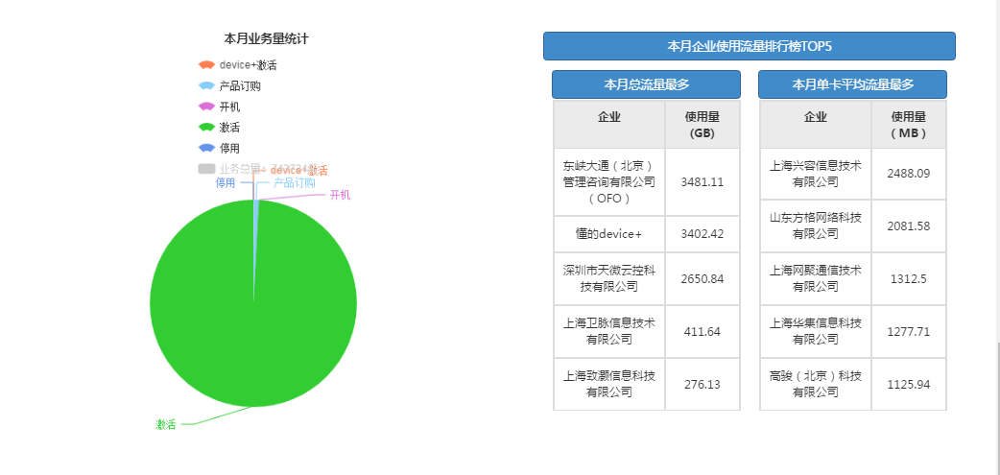 本月业务量统计
device+激活
产品订购
开机
激活
停用
业务总量：
device+激活
停用
产品订购
开机
激活
本月企业使用流量排行榜TOP5
本月总流量最多
企业
使用量
(GB)
东峡大通（北京）
管理咨询有限公司
（OFO）
3481.11
懂的device+
3402.42
深圳市天微云控科
技有限公司
2650.84
上海卫脉信息技术
有限公司
411.64
上海致灏信息科技
有限公司
276.13
本月单卡平均流量最多
企业
使用量
（MB）
上海兴容信息技术
有限公司
2488.09
山东方格网络科技
有限公司
2081.58
上海网聚通信技术
有限公司
1312.5
上海华集信息科技
有限公司
1277.71
高骏（北京）科技
有限公司
1125.94